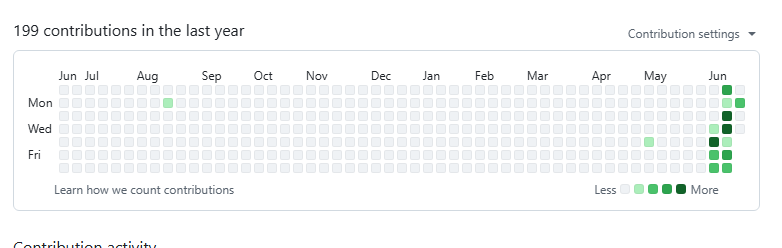 199 contributions in the last year
Contribution settings
Jun Jul Aug Sep Oct Nov Dec Jan Feb Mar Apr May Jun
Mon
Wed
Fri
Learn how we count contributions
Less More
Contribution activity